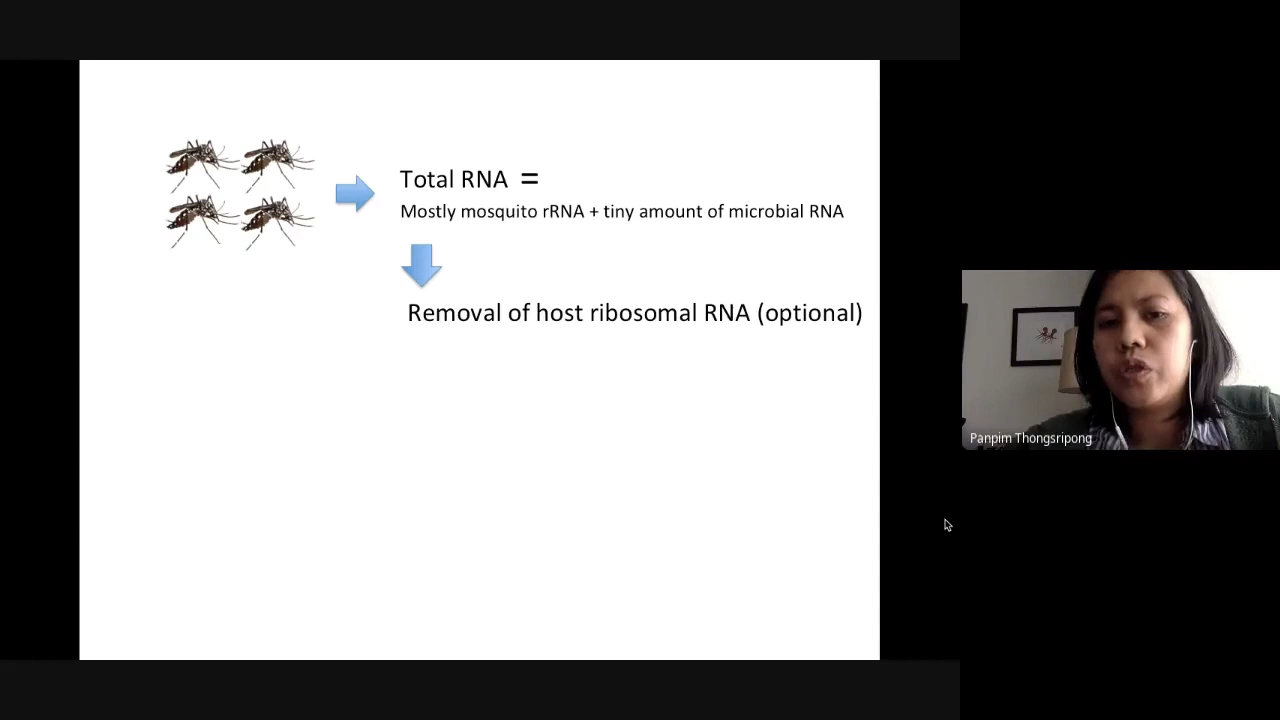 Total RNA =
Mostly mosquito rRNA + tiny amount of microbial RNA
Removal of host ribosomal RNA (optional)
Panpim Thongsripong